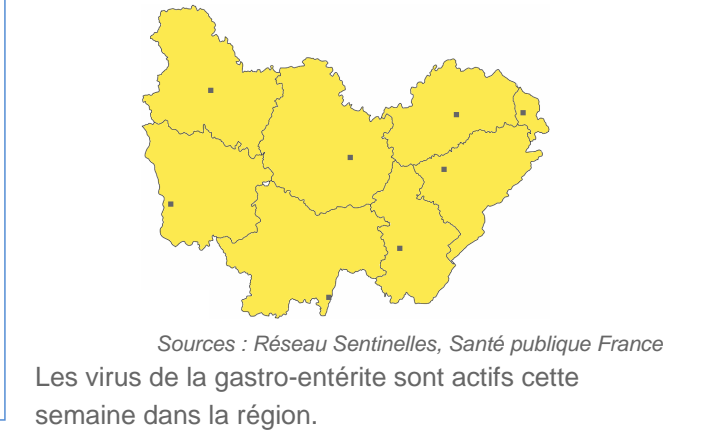 Sources : Réseau Sentinelles, Santé publique France
Les virus de la gastro-entérite sont actifs cette
semaine dans la région.